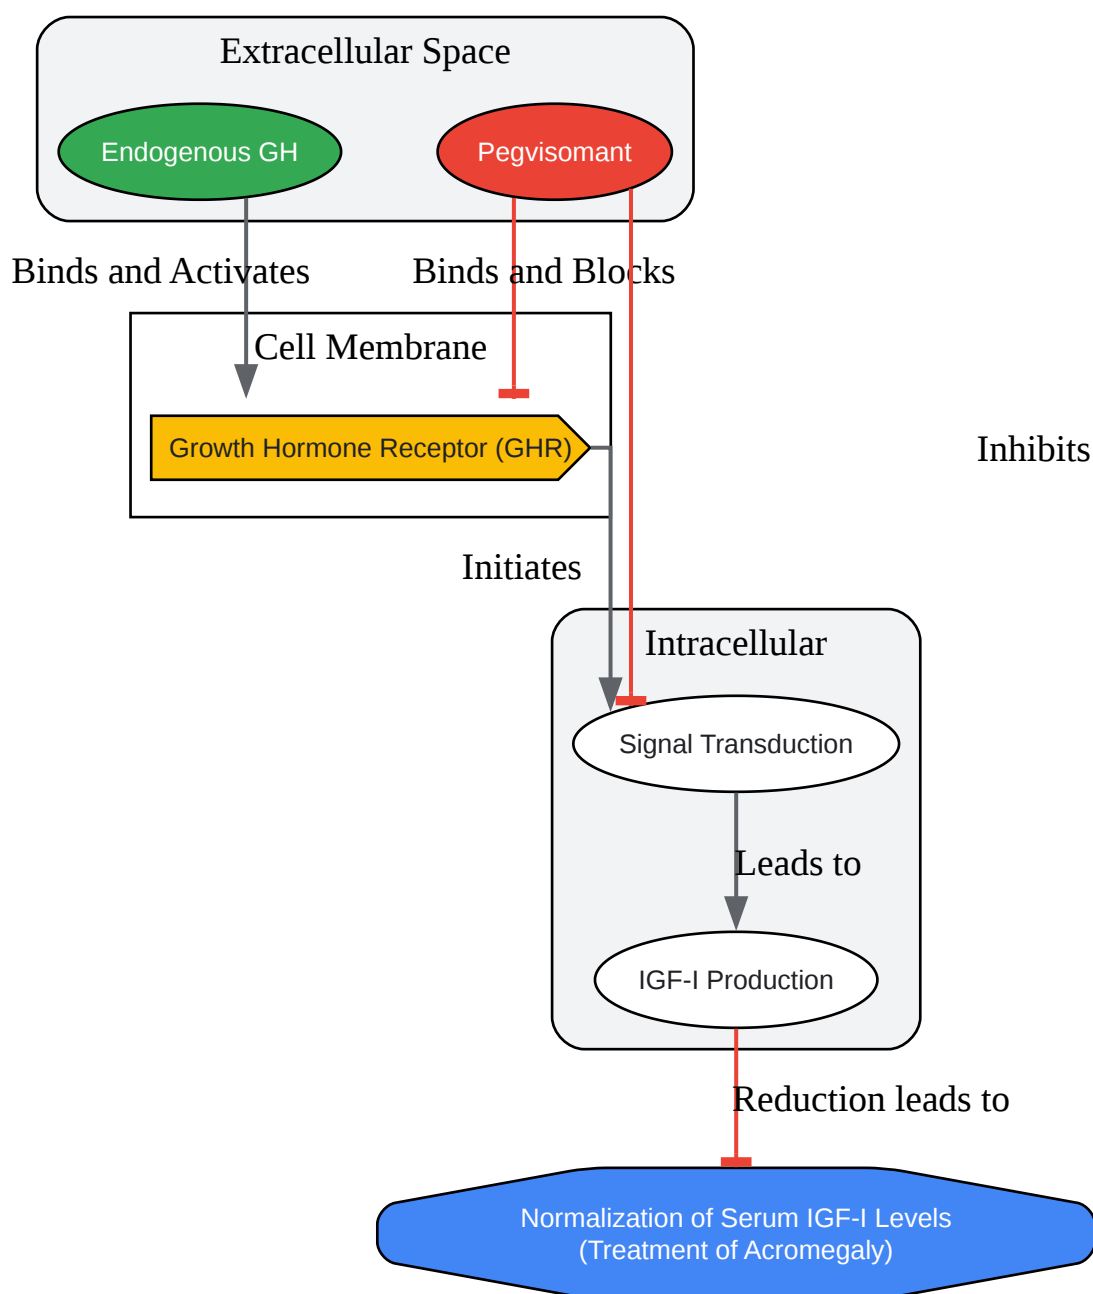 Extracellular Space
Endogenous GH
Pegvisomant
Binds and Activates
Binds and Blocks
Cell Membrane
Growth Hormone Receptor (GHR)
Inhibits
Initiates
Intracellular
Signal Transduction
Leads to
IGF-I Production
Reduction leads to
Normalization of Serum IGF-I Levels
(Treatment of Acromegaly)